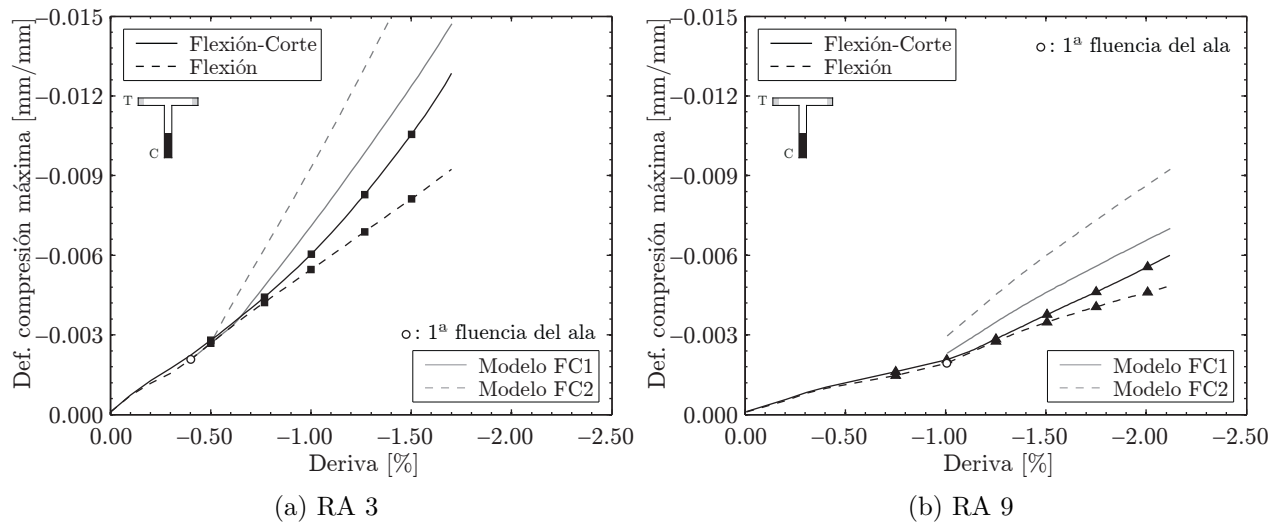 Def. compresión máxima [mm/mm]
−0.015
−0.012
−0.009
−0.006
−0.003
0.000
Flexión-Corte
Flexión
T
C
1ª fluencia del ala
Modelo FC1
Modelo FC2
0.00 −0.50 −1.00 −1.50 −2.00 −2.50
Deriva [%]
(a) RA 3
Def. compresión máxima [mm/mm]
−0.015
−0.012
−0.009
−0.006
−0.003
0.000
Flexión-Corte
Flexión
: 1ª fluencia del ala
T
C
Modelo FC1
Modelo FC2
0.00 −0.50 −1.00 −1.50 −2.00 −2.50
Deriva [%]
(b) RA 9